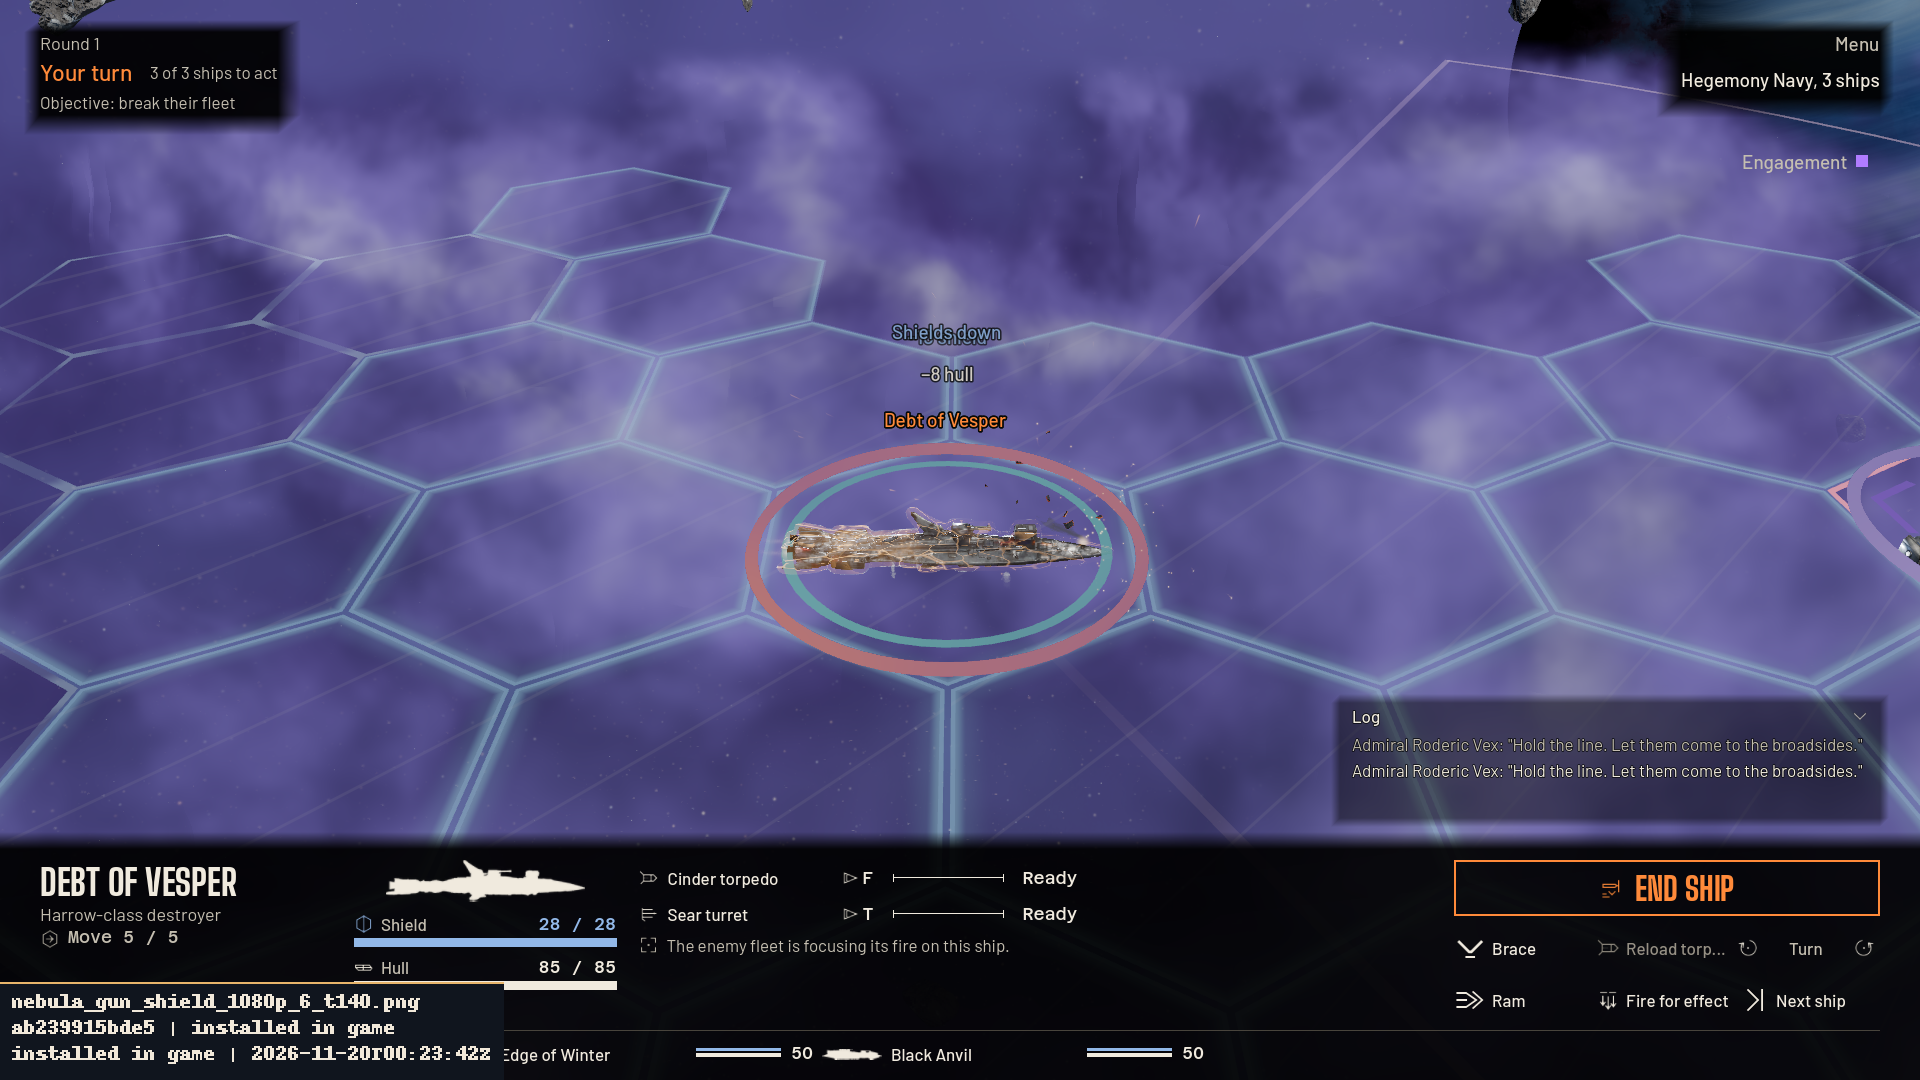 Round 1
Your turn 3 of 3 ships to act
Objective: break their fleet
Menu
Hegemony Navy, 3 ships
Engagement
Shields down
-8 hull
Debt of Vesper
Log
Admiral Roderic Vex: "Hold the line. Let them come to the broadsides."
Admiral Roderic Vex: "Hold the line. Let them come to the broadsides."
DEBT OF VESPER
Harrow-class destroyer
Move 5 / 5
Shield 28 / 28
Hull 85 / 85
Cinder torpedo F Ready
Sear turret T Ready
The enemy fleet is focusing its fire on this ship.
END SHIP
Brace Reload torp... Turn
Ram Fire for effect Next ship
nebula_gun_shield_1080p_6_t140.png
ab239915bde5 | installed in game
installed in game | 2026-11-20T00:23:42Z
Edge of Winter 50 Black Anvil 50